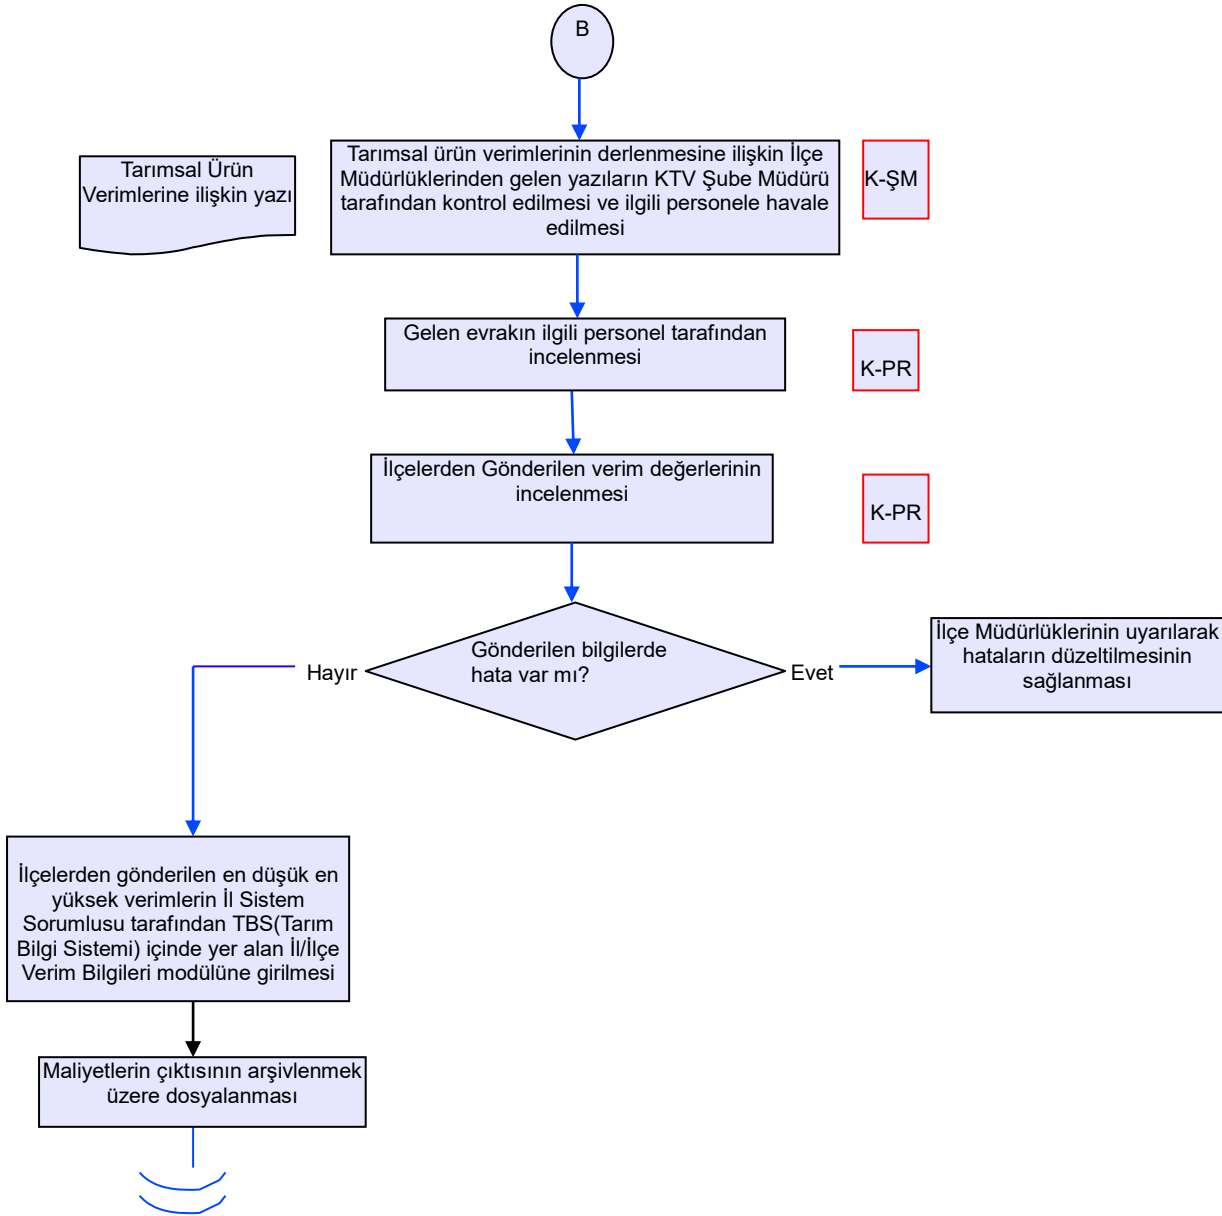 B
Tarımsal Ürün
Verimlerine ilişkin yazı
Tarımsal ürün verimlerinin derlenmesine ilişkin İlçe
Müdürlüklerinden gelen yazıların KTV Şube Müdürü
tarafından kontrol edilmesi ve ilgili personele havale
edilmesi
K-ŞM
Gelen evrakın ilgili personel tarafından
incelenmesi
K-PR
İlçelerden Gönderilen verim değerlerinin
incelenmesi
K-PR
Gönderilen bilgilerde
hata var mı?
Hayır
Evet
İlçe Müdürlüklerinin uyarılarak
hataların düzeltilmesinin
sağlanması
İlçelerden gönderilen en düşük en
yüksek verimlerin İl Sistem
Sorumlusu tarafından TBS(Tarım
Bilgi Sistemi) içinde yer alan İl/İlçe
Verim Bilgileri modülüne girilmesi
Maliyetlerin çıktısının arşivlenmek
üzere dosyalanması